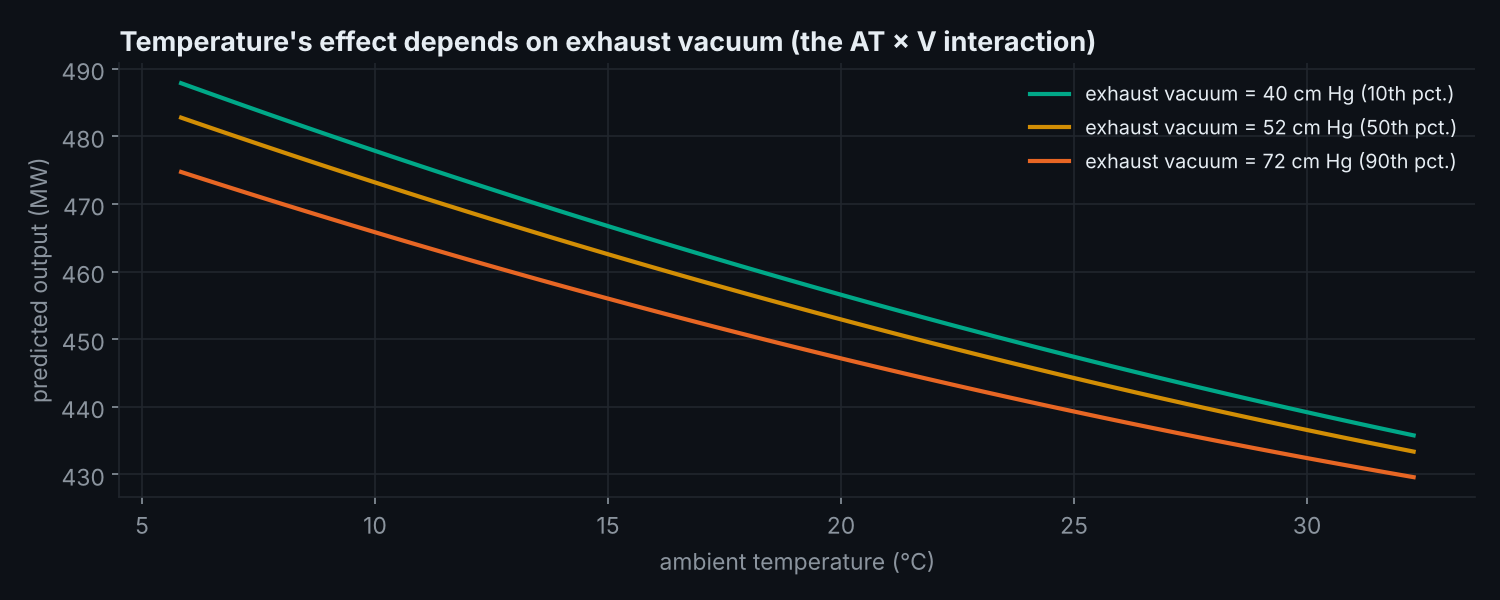 Temperature's effect depends on exhaust vacuum (the AT × V interaction)
exhaust vacuum = 40 cm Hg (10th pct.)
exhaust vacuum = 52 cm Hg (50th pct.)
exhaust vacuum = 72 cm Hg (90th pct.)
predicted output (MW)
490
480
470
460
450
440
430
5 10 15 20 25 30
ambient temperature (°C)